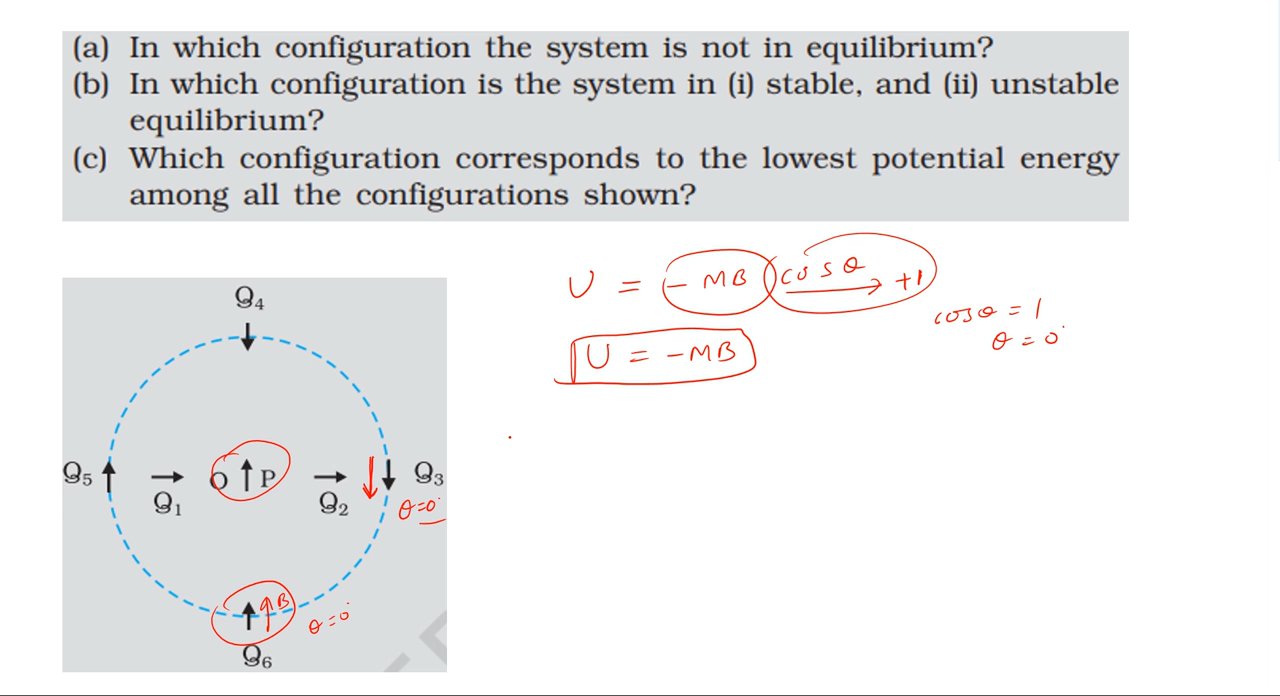 (a) In which configuration the system is not in equilibrium?
(b) In which configuration is the system in (i) stable, and (ii) unstable
equilibrium?
(c) Which configuration corresponds to the lowest potential energy
among all the configurations shown?
U = - MB cosθ → +1
cosθ = 1
θ = 0°
U = -MB
Q4
Q5
Q1
O P
Q2
Q3
θ=0°
B
θ=0°
Q6